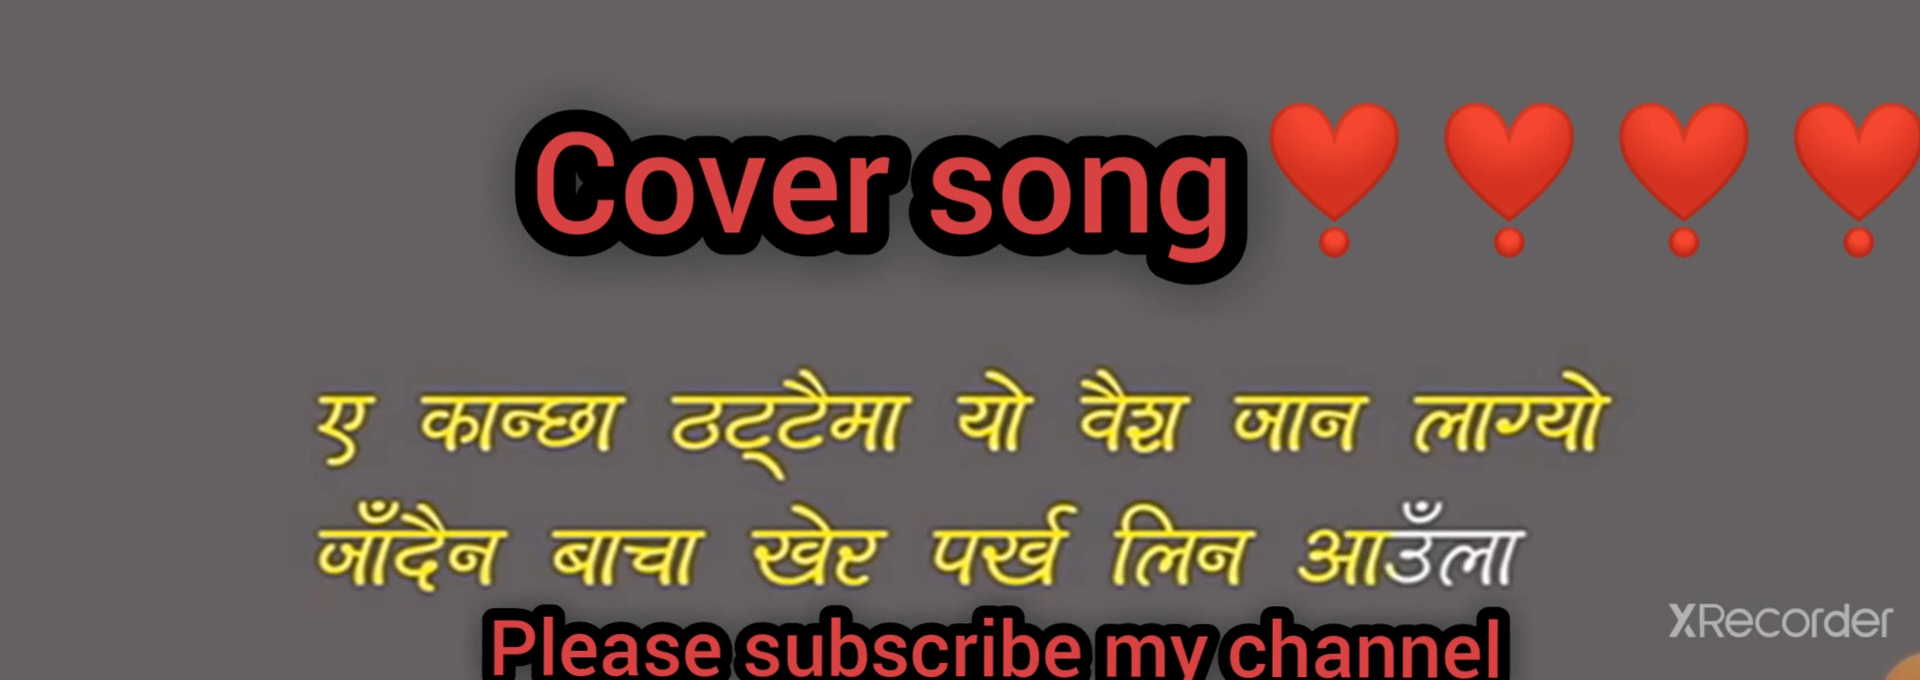 Cover song❣️❣️❣️❣️
ए कान्छा ठट्‌टैमा यो वैश जान लाग्यो
जाँदैन बाचा खेर पर्ख लिन आउँला
XRecorder
Please subscribe my channel